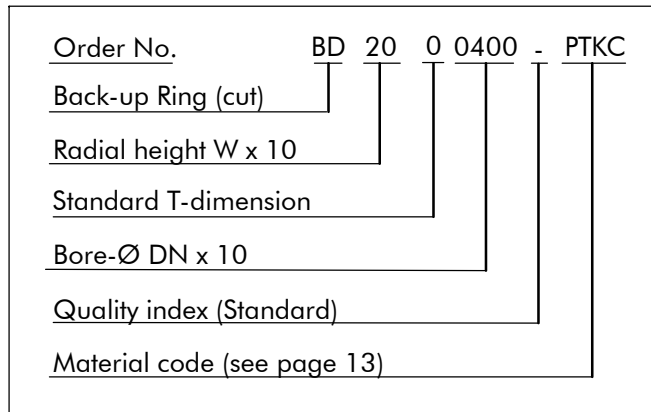 Order No. BD 20 0 0400 - PTKC
Back-up Ring (cut)
Radial height W x 10
Standard T-dimension
Bore-Ø DN x 10
Quality index (Standard)
Material code (see page 13)